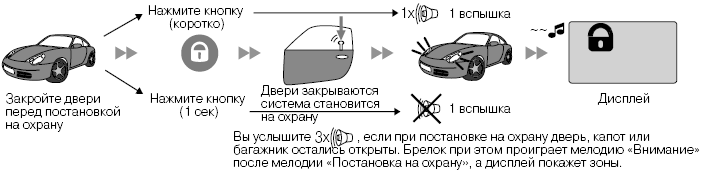 Нажмите кнопку
(коротко)
1x 1 вспышка
Закройте двери
перед постановкой
на охрану
Нажмите кнопку
(1 сек)
Двери закрываются
система становится
на охрану
1 вспышка
Дисплей
Вы услышите 3x , если при постановке на охрану дверь, капот или
багажник остались открыты. Брелок при этом проиграет мелодию «Внимание»
после мелодии «Постановка на охрану», а дисплей покажет зоны.